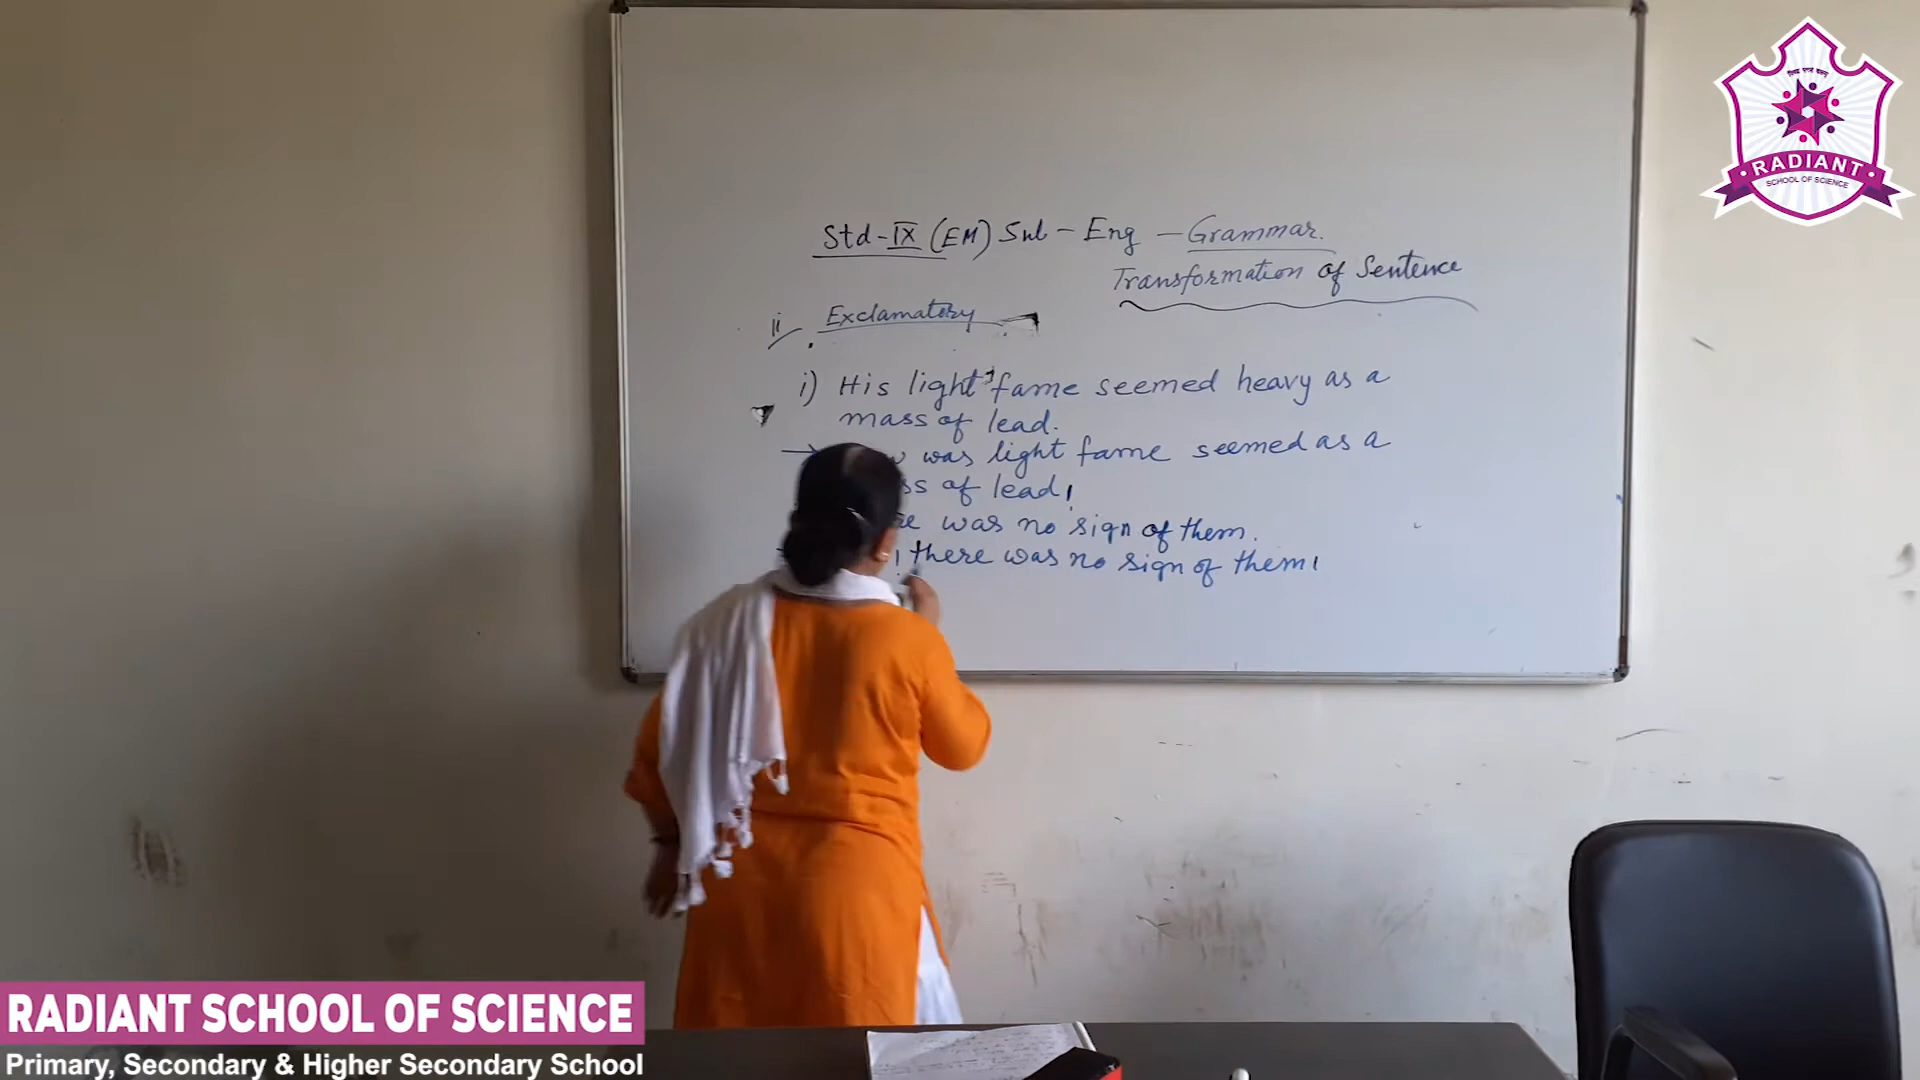 Std-IX (EM) Sub - Eng - Grammar.
Transformation of Sentence
ii Exclamatory
i) His light fame seemed heavy as a
mass of lead.
was light fame seemed as a
of lead!
was no sign of them.
! there was no sign of them!
RADIANT
SCHOOL OF SCIENCE
RADIANT SCHOOL OF SCIENCE
Primary, Secondary & Higher Secondary School